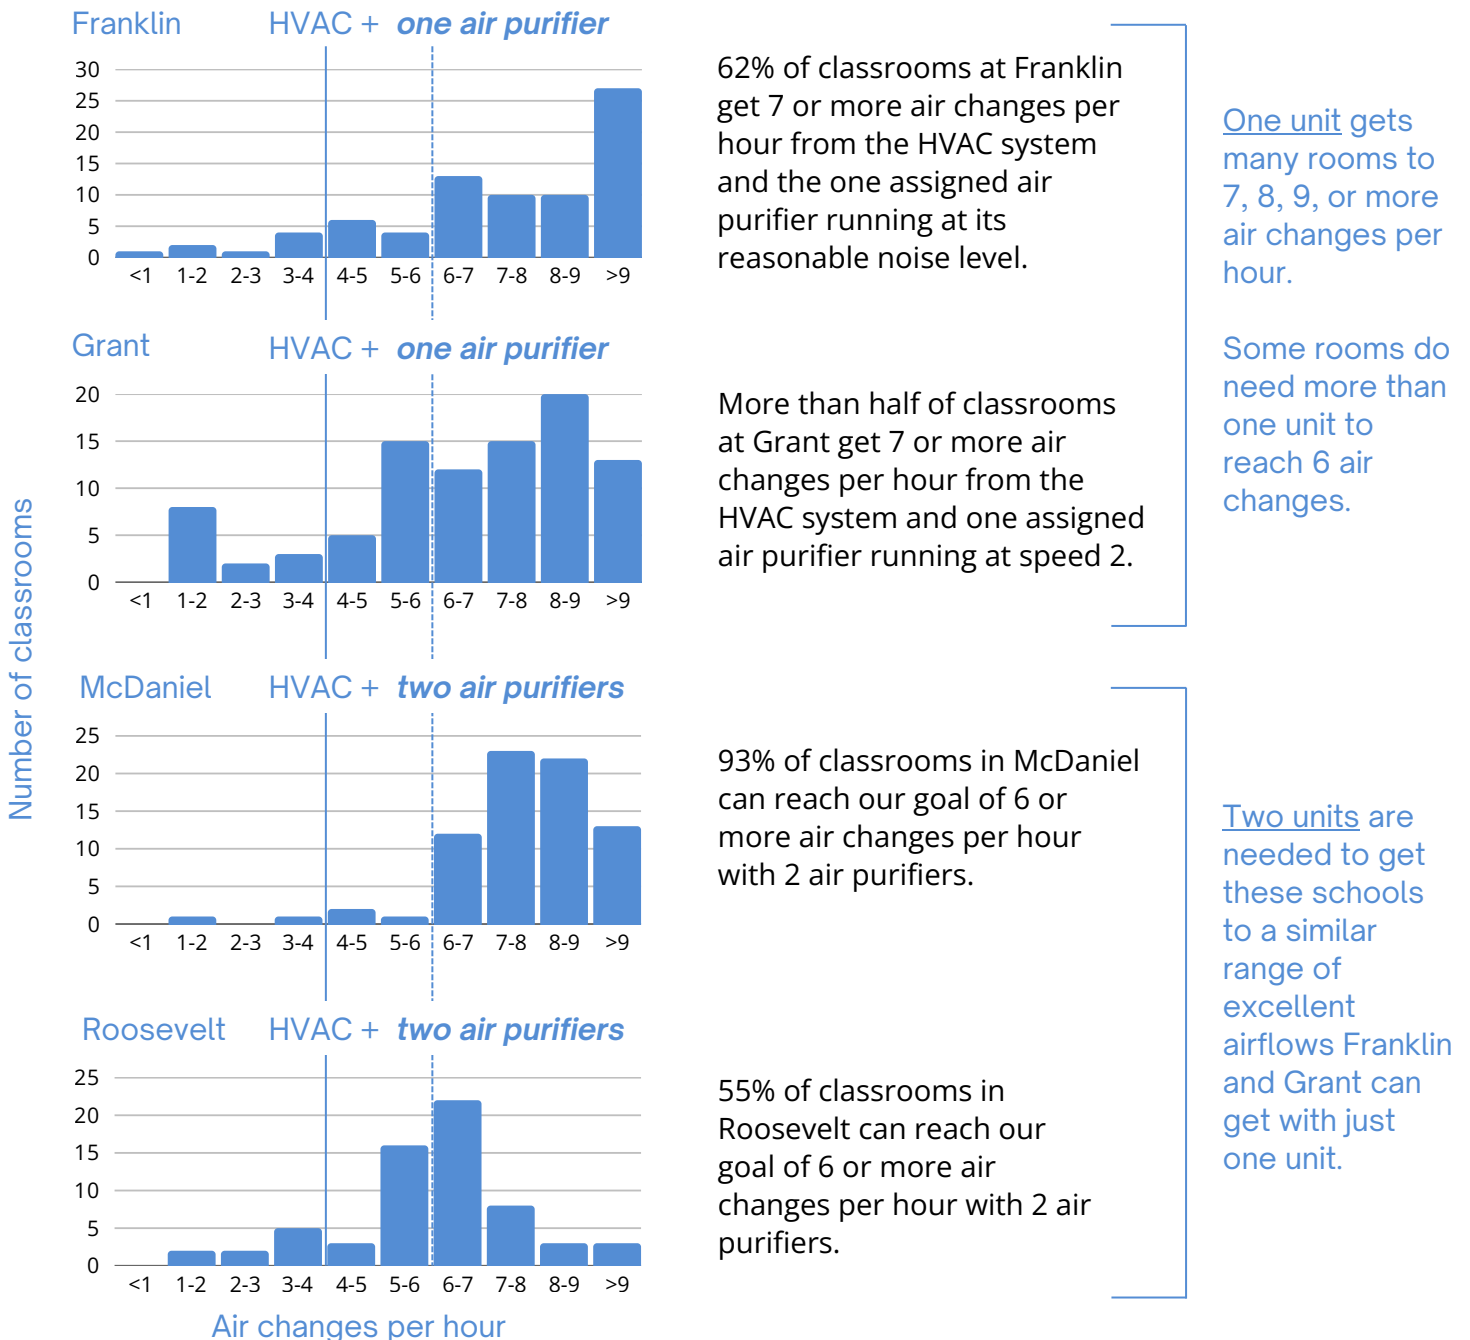 Franklin HVAC + one air purifier
30
25
20
15
10
5
0
<1 1-2 2-3 3-4 4-5 5-6 6-7 7-8 8-9 >9
62% of classrooms at Franklin
get 7 or more air changes per
hour from the HVAC system
and the one assigned air
purifier running at its
reasonable noise level.
Grant HVAC + one air purifier
20
15
10
5
0
<1 1-2 2-3 3-4 4-5 5-6 6-7 7-8 8-9 >9
More than half of classrooms
at Grant get 7 or more air
changes per hour from the
HVAC system and one assigned
air purifier running at speed 2.
One unit gets
many rooms to
7, 8, 9, or more
air changes per
hour.
Some rooms do
need more than
one unit to
reach 6 air
changes.
Number of classrooms
McDaniel HVAC + two air purifiers
25
20
15
10
5
0
<1 1-2 2-3 3-4 4-5 5-6 6-7 7-8 8-9 >9
93% of classrooms in McDaniel
can reach our goal of 6 or
more air changes per hour
with 2 air purifiers.
Roosevelt HVAC + two air purifiers
25
20
15
10
5
0
<1 1-2 2-3 3-4 4-5 5-6 6-7 7-8 8-9 >9
Air changes per hour
55% of classrooms in
Roosevelt can reach our
goal of 6 or more air
changes per hour with 2 air
purifiers.
Two units are
needed to get
these schools
to a similar
range of
excellent
airflows Franklin
and Grant can
get with just
one unit.